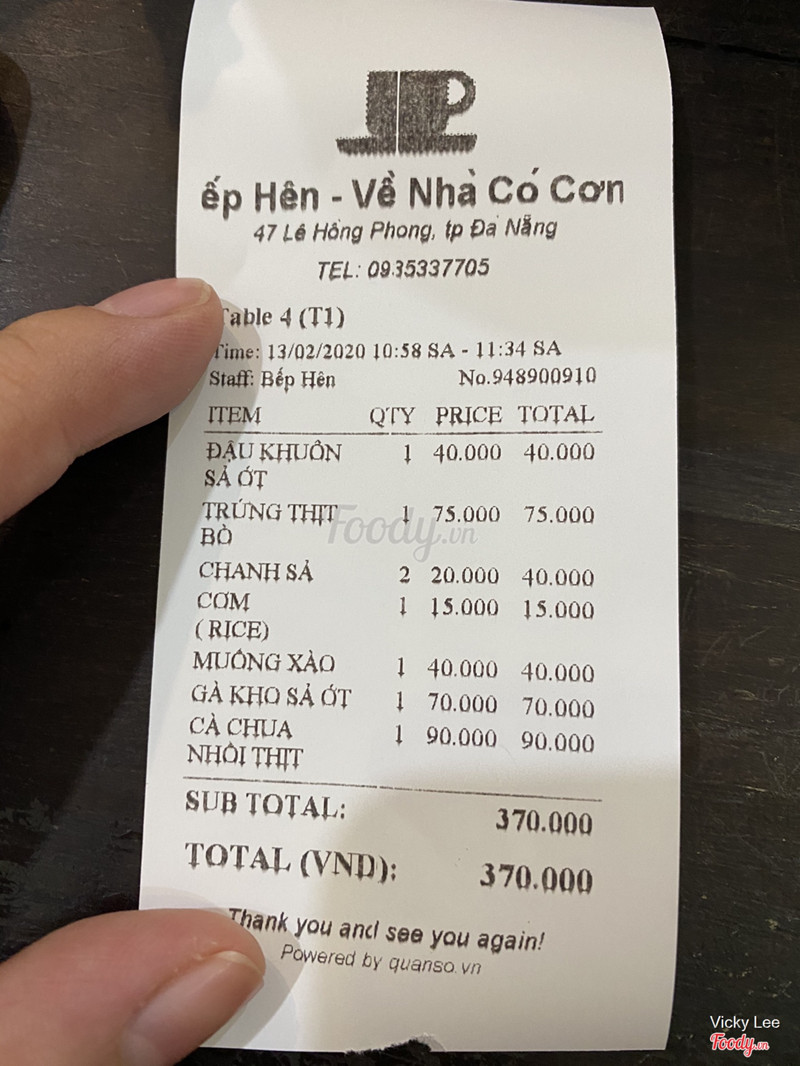 ếp Hên - Về Nhà Có Cơn
47 Lê Hồng Phong, tp Đà Nẵng
TEL: 0935337705
Table 4 (T1)
Time: 13/02/2020 10:58 SA - 11:34 SA
Staff: Bếp Hên No.948900910
ITEM QTY PRICE TOTAL
ĐẬU KHUÔN 1 40.000 40.000
SẢ ỚT
TRỨNG THỊT 1 75.000 75.000
BÒ
CHANH SẢ 2 20.000 40.000
CƠM 1 15.000 15.000
(RICE)
MUỐNG XÀO 1 40.000 40.000
GÀ KHO SẢ ỚT 1 70.000 70.000
CÀ CHUA 1 90.000 90.000
NHỒI THỊT
SUB TOTAL: 370.000
TOTAL (VND): 370.000
Thank you and see you again!
Powered by quanso.vn
Foody.vn
Vicky Lee
Foody.vn